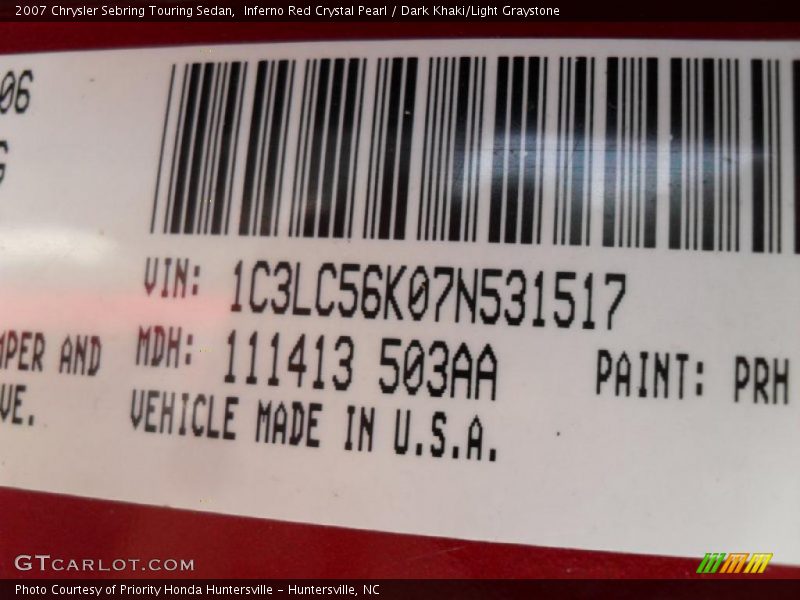 2007 Chrysler Sebring Touring Sedan,  Inferno Red Crystal Pearl / Dark Khaki/Light Graystone
06
VIN: 1C3LC56K07N531517
MPER AND MDH: 111413 503AA PAINT: PRH
VE. VEHICLE MADE IN U.S.A.
GTCARLOT.COM
Photo Courtesy of Priority Honda Huntersville - Huntersville, NC